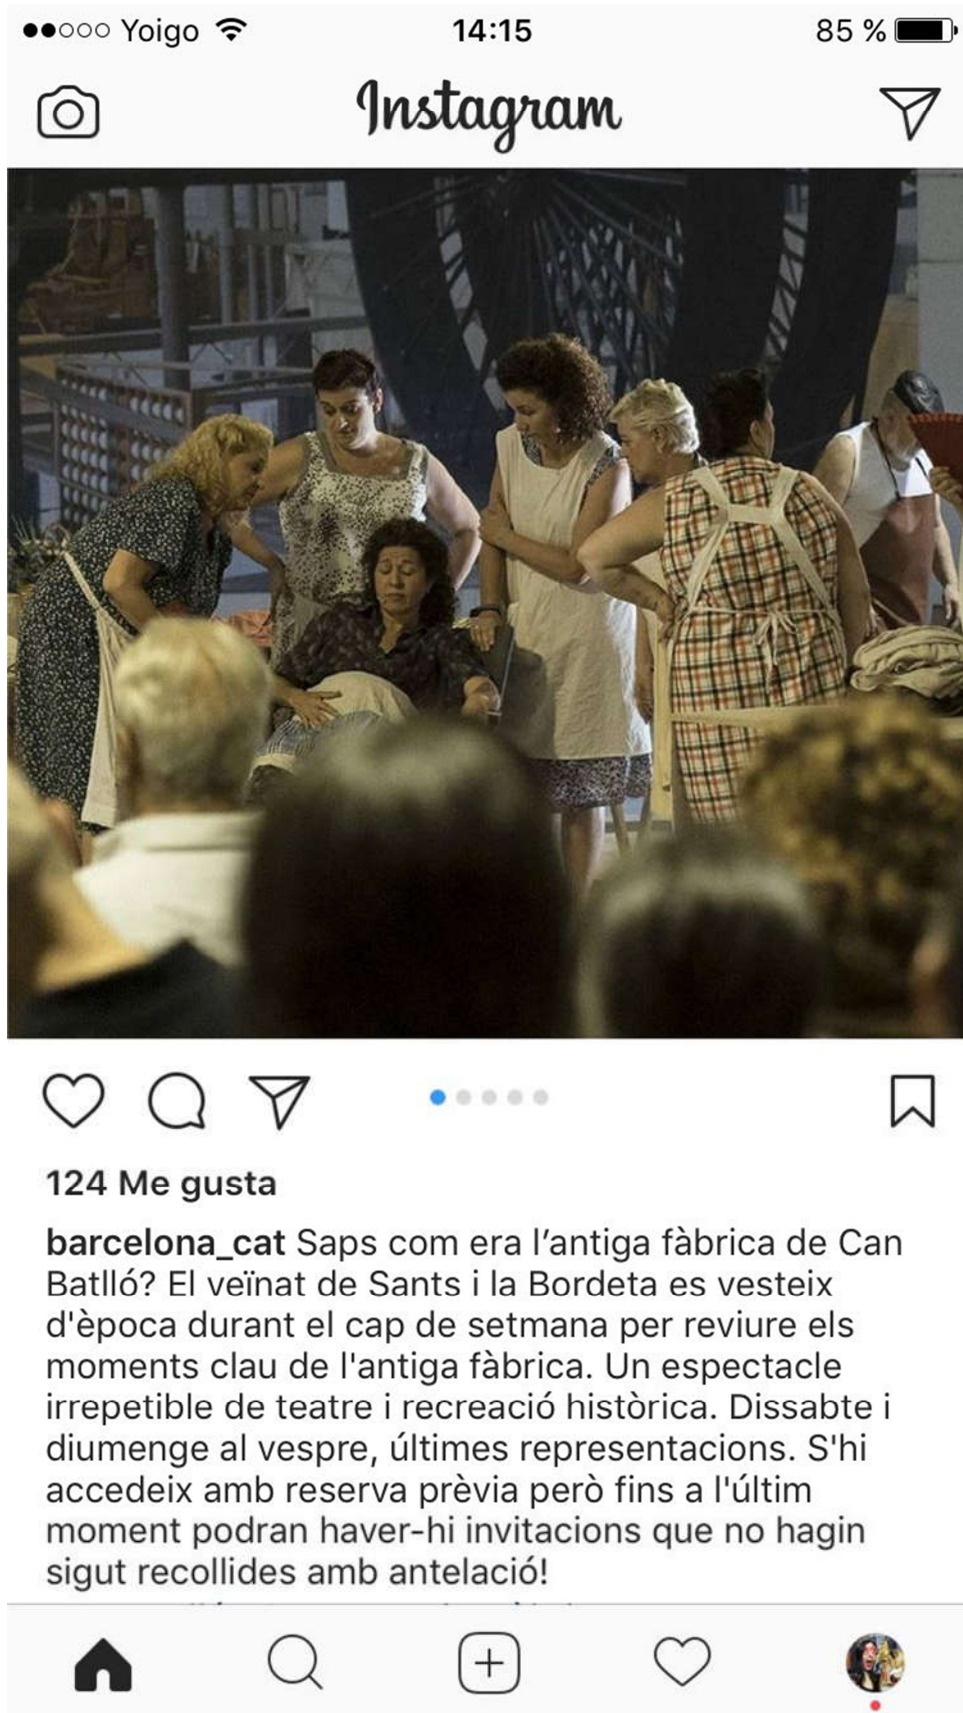 Yoigo 14:15 85 %
Instagram
124 Me gusta
barcelona_cat Saps com era l’antiga fàbrica de Can
Batlló? El veïnat de Sants i la Bordeta es vesteix
d'època durant el cap de setmana per reviure els
moments clau de l'antiga fàbrica. Un espectacle
irrepetible de teatre i recreació històrica. Dissabte i
diumenge al vespre, últimes representacions. S'hi
accedeix amb reserva prèvia però fins a l'últim
moment podran haver-hi invitacions que no hagin
sigut recollides amb antelació!